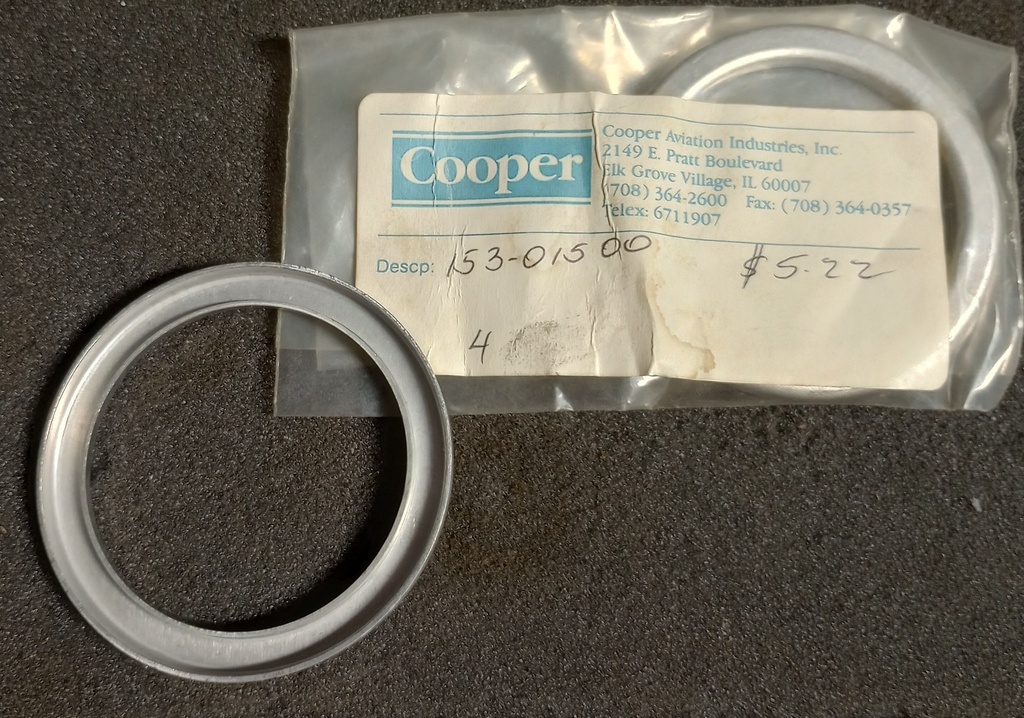 Cooper
Cooper Aviation Industries, Inc.
2149 E. Pratt Boulevard
Elk Grove Village, IL 60007
(708) 364-2600 Fax: (708) 364-0357
Telex: 6711907
Descp: 153-01500 $5.22
4